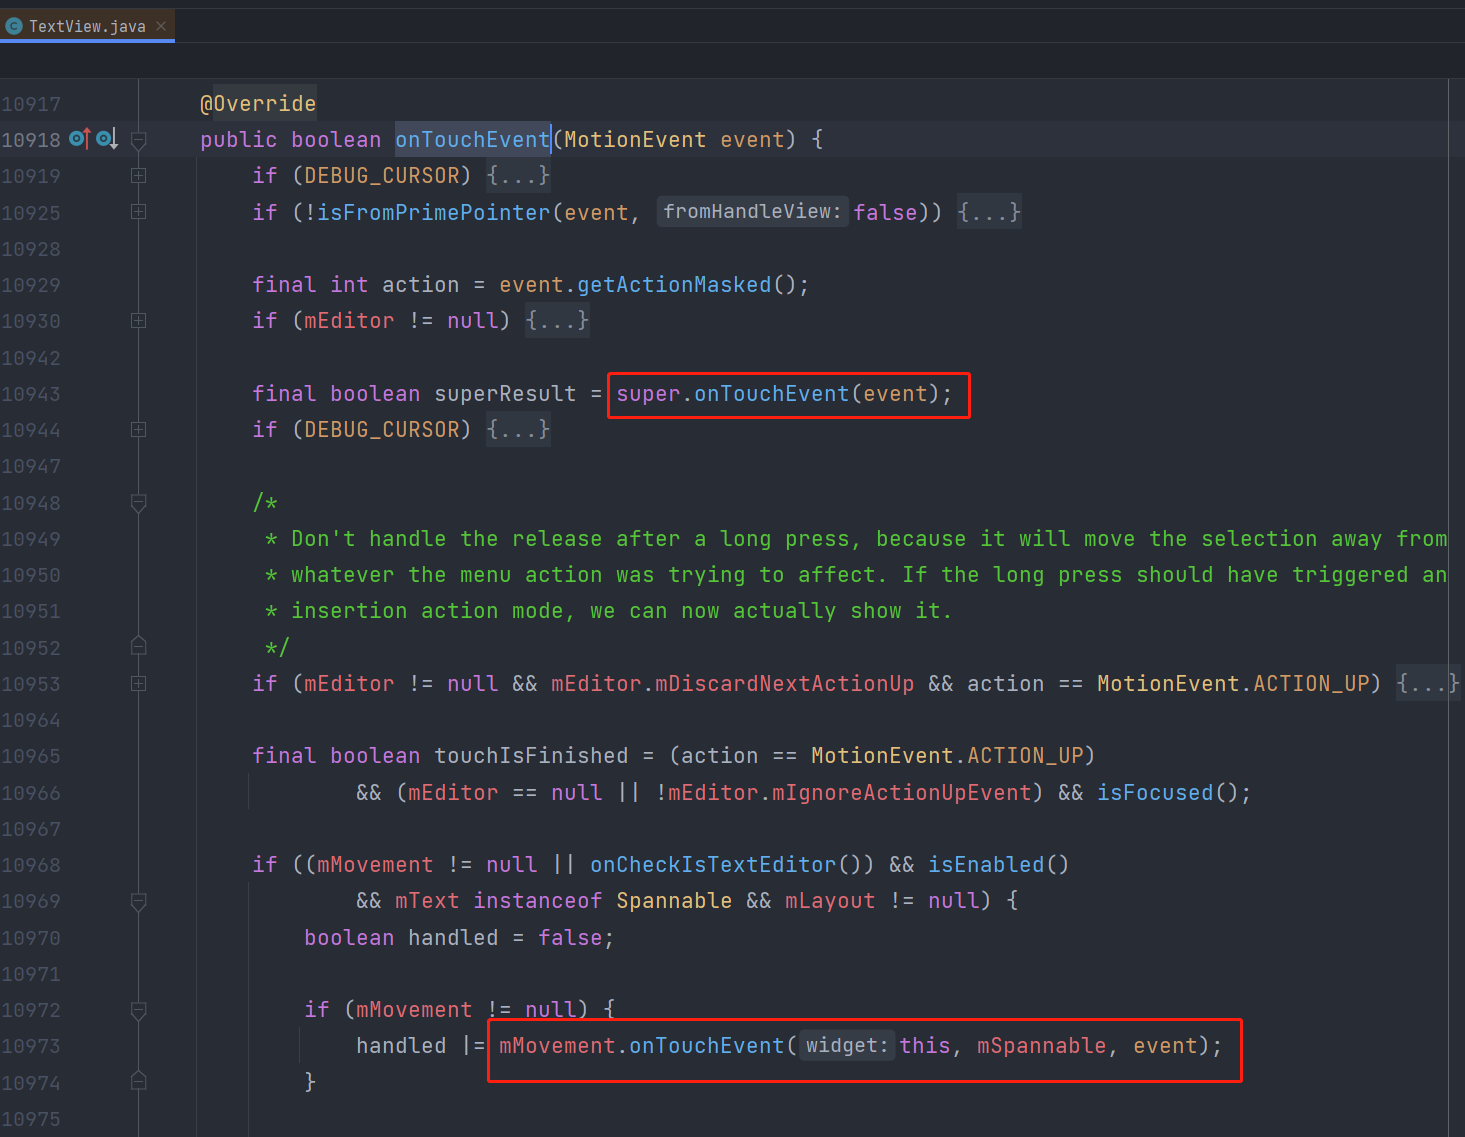 TextView.java
10917 @Override
10918 public boolean onTouchEvent(MotionEvent event) {
10919 if (DEBUG_CURSOR) {...}
10925 if (!isFromPrimePointer(event, fromHandleView: false)) {...}
10928
10929 final int action = event.getActionMasked();
10930 if (mEditor != null) {...}
10942
10943 final boolean superResult = super.onTouchEvent(event);
10944 if (DEBUG_CURSOR) {...}
10947
10948 /*
10949 * Don't handle the release after a long press, because it will move the selection away from
10950 * whatever the menu action was trying to affect. If the long press should have triggered an
10951 * insertion action mode, we can now actually show it.
10952 */
10953 if (mEditor != null && mEditor.mDiscardNextActionUp && action == MotionEvent.ACTION_UP) {...}
10964
10965 final boolean touchIsFinished = (action == MotionEvent.ACTION_UP)
10966 && (mEditor == null || !mEditor.mIgnoreActionUpEvent) && isFocused();
10967
10968 if ((mMovement != null || onCheckIsTextEditor()) && isEnabled()
10969 && mText instanceof Spannable && mLayout != null) {
10970 boolean handled = false;
10971
10972 if (mMovement != null) {
10973 handled |= mMovement.onTouchEvent( widget: this, mSpannable, event);
10974 }
10975